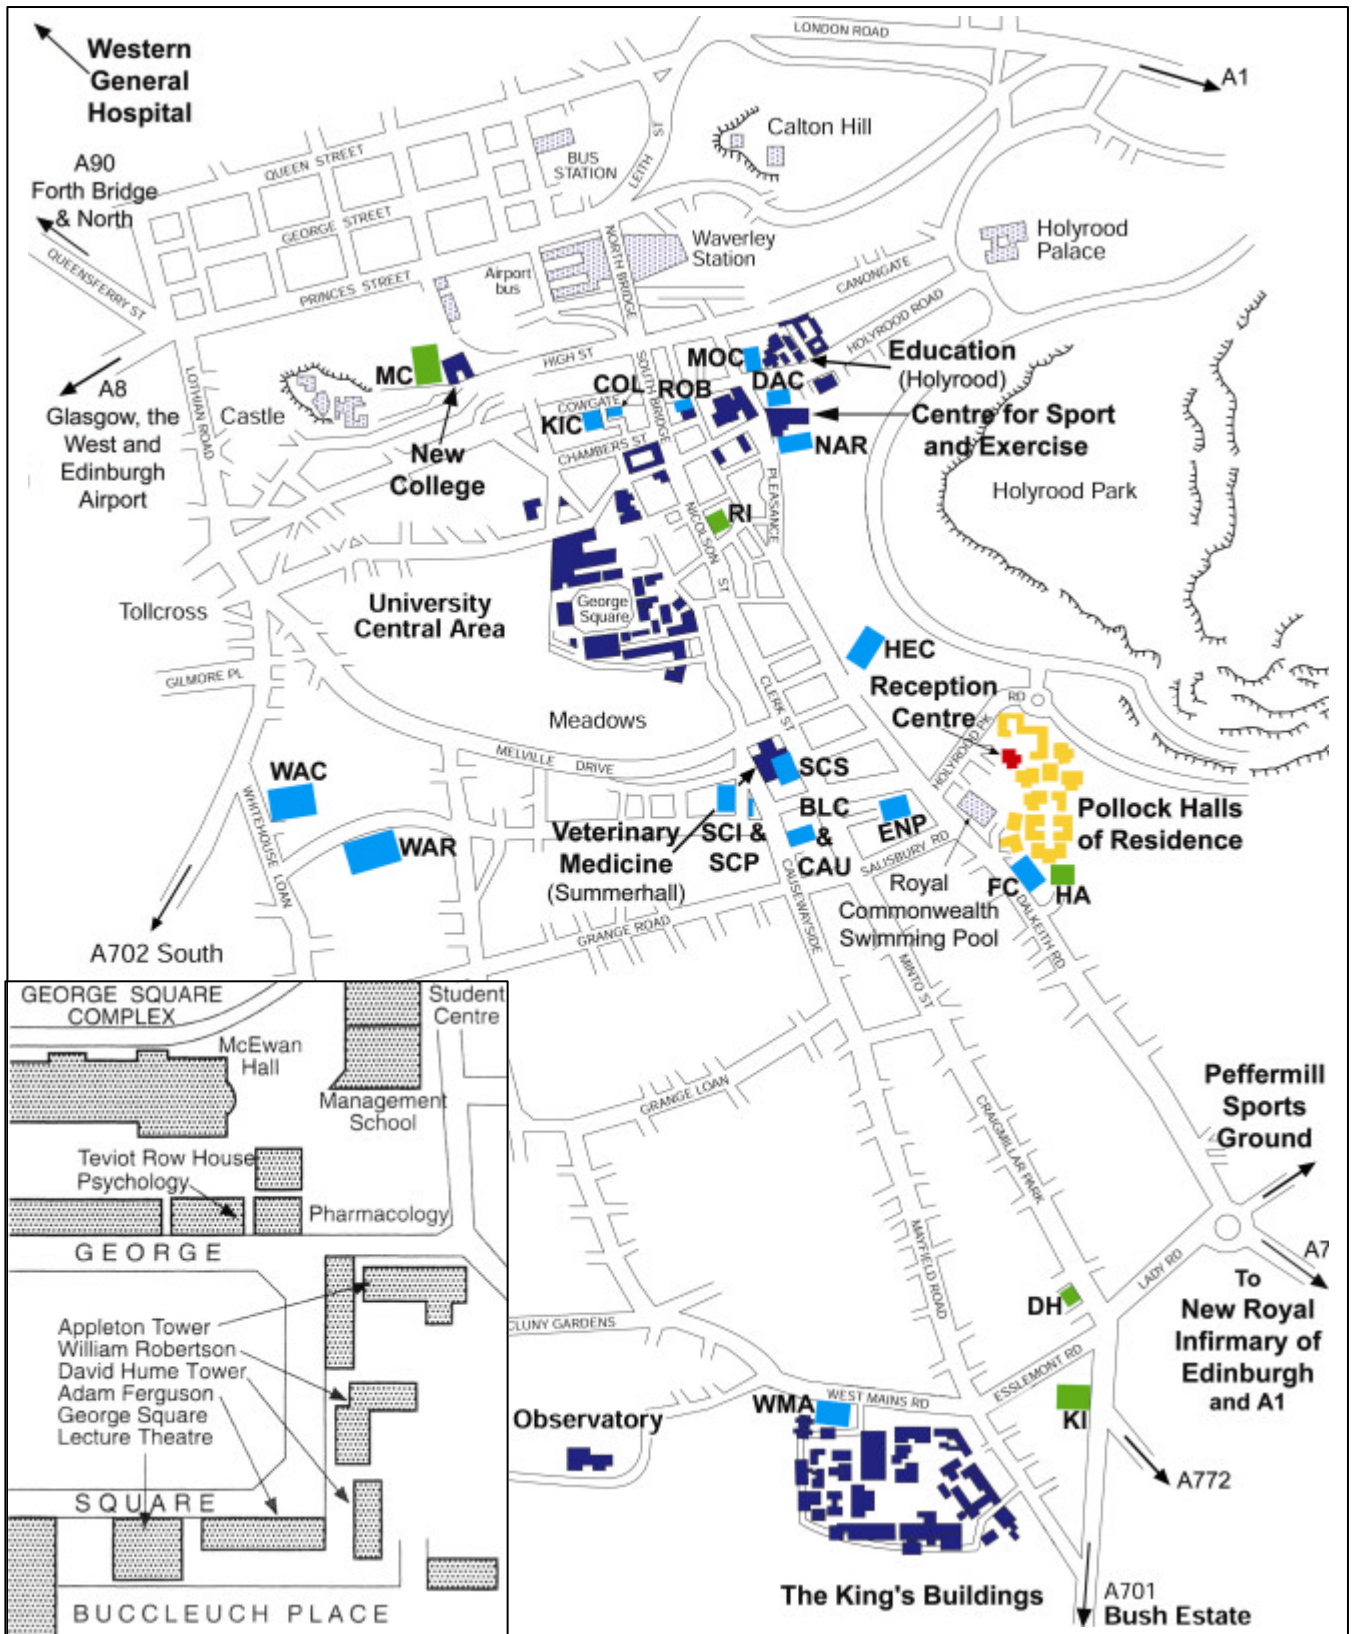 LONDON ROAD
A1
Western
General
Hospital
Calton Hill
A90
Forth Bridge
& North
QUEEN STREET
BUS
STATION
LEITH ST
GEORGE STREET
QUEENSFERRY ST
PRINCES STREET
Airport
bus
NORTH BRIDGE
Waverley
Station
Holyrood
Palace
CANONGATE
HOLYROOD ROAD
A8
Glasgow, the
West and
Edinburgh
Airport
LOTHIAN ROAD
Castle
MC
HIGH ST
MOC
Education
(Holyrood)
COL
ROB
DAC
COWGATE
KIC
SOUTH BRIDGE
Centre for Sport
and Exercise
New
College
CHAMBERS ST
NAR
PLEASANCE
Holyrood Park
NICOLSON ST
RI
Tollcross
University
Central Area
George
Square
GILMORE PL
HEC
Reception
Centre
CLERK ST
HOLYROOD PK RD
Meadows
MELVILLE DRIVE
WAC
WHITEHOUSE LOAN
WAR
SCS
Veterinary
Medicine
(Summerhall)
SCI &
SCP
BLC
&
CAU
ENP
SALISBURY RD
Pollock Halls
of Residence
FC
HA
Royal
Commonwealth
Swimming Pool
DALKEITH RD
GRANGE ROAD
CAUSEWAYSIDE
MINTO ST
A702 South
GEORGE SQUARE
COMPLEX
Student
Centre
McEwan
Hall
Management
School
Teviot Row House
Psychology
Pharmacology
GEORGE
Appleton Tower
William Robertson
David Hume Tower
Adam Ferguson
George Square
Lecture Theatre
SQUARE
BUCCLEUCH PLACE
GRANGE LOAN
CRAIGMILLAR PARK
MAYFIELD ROAD
Peffermill
Sports
Ground
LADY RD
A7
To
New Royal
Infirmary of
Edinburgh
and A1
DH
CLUNY GARDENS
ESSLEMONT RD
Observatory
WMA
WEST MAINS RD
KI
A772
The King's Buildings
A701
Bush Estate